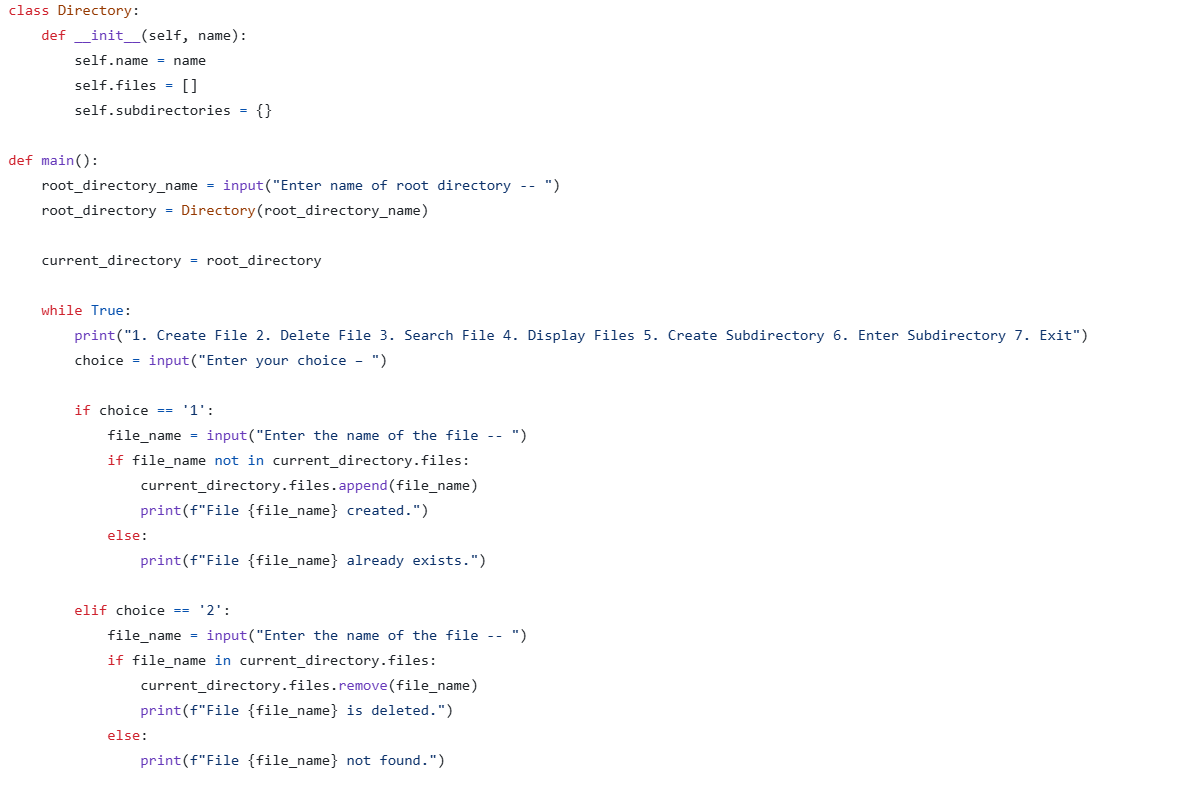 class Directory:
    def __init__(self, name):
        self.name = name
        self.files = []
        self.subdirectories = {}

def main():
    root_directory_name = input("Enter name of root directory -- ")
    root_directory = Directory(root_directory_name)

    current_directory = root_directory

    while True:
        print("1. Create File 2. Delete File 3. Search File 4. Display Files 5. Create Subdirectory 6. Enter Subdirectory 7. Exit")
        choice = input("Enter your choice – ")

        if choice == '1':
            file_name = input("Enter the name of the file -- ")
            if file_name not in current_directory.files:
                current_directory.files.append(file_name)
                print(f"File {file_name} created.")
            else:
                print(f"File {file_name} already exists.")

        elif choice == '2':
            file_name = input("Enter the name of the file -- ")
            if file_name in current_directory.files:
                current_directory.files.remove(file_name)
                print(f"File {file_name} is deleted.")
            else:
                print(f"File {file_name} not found.")